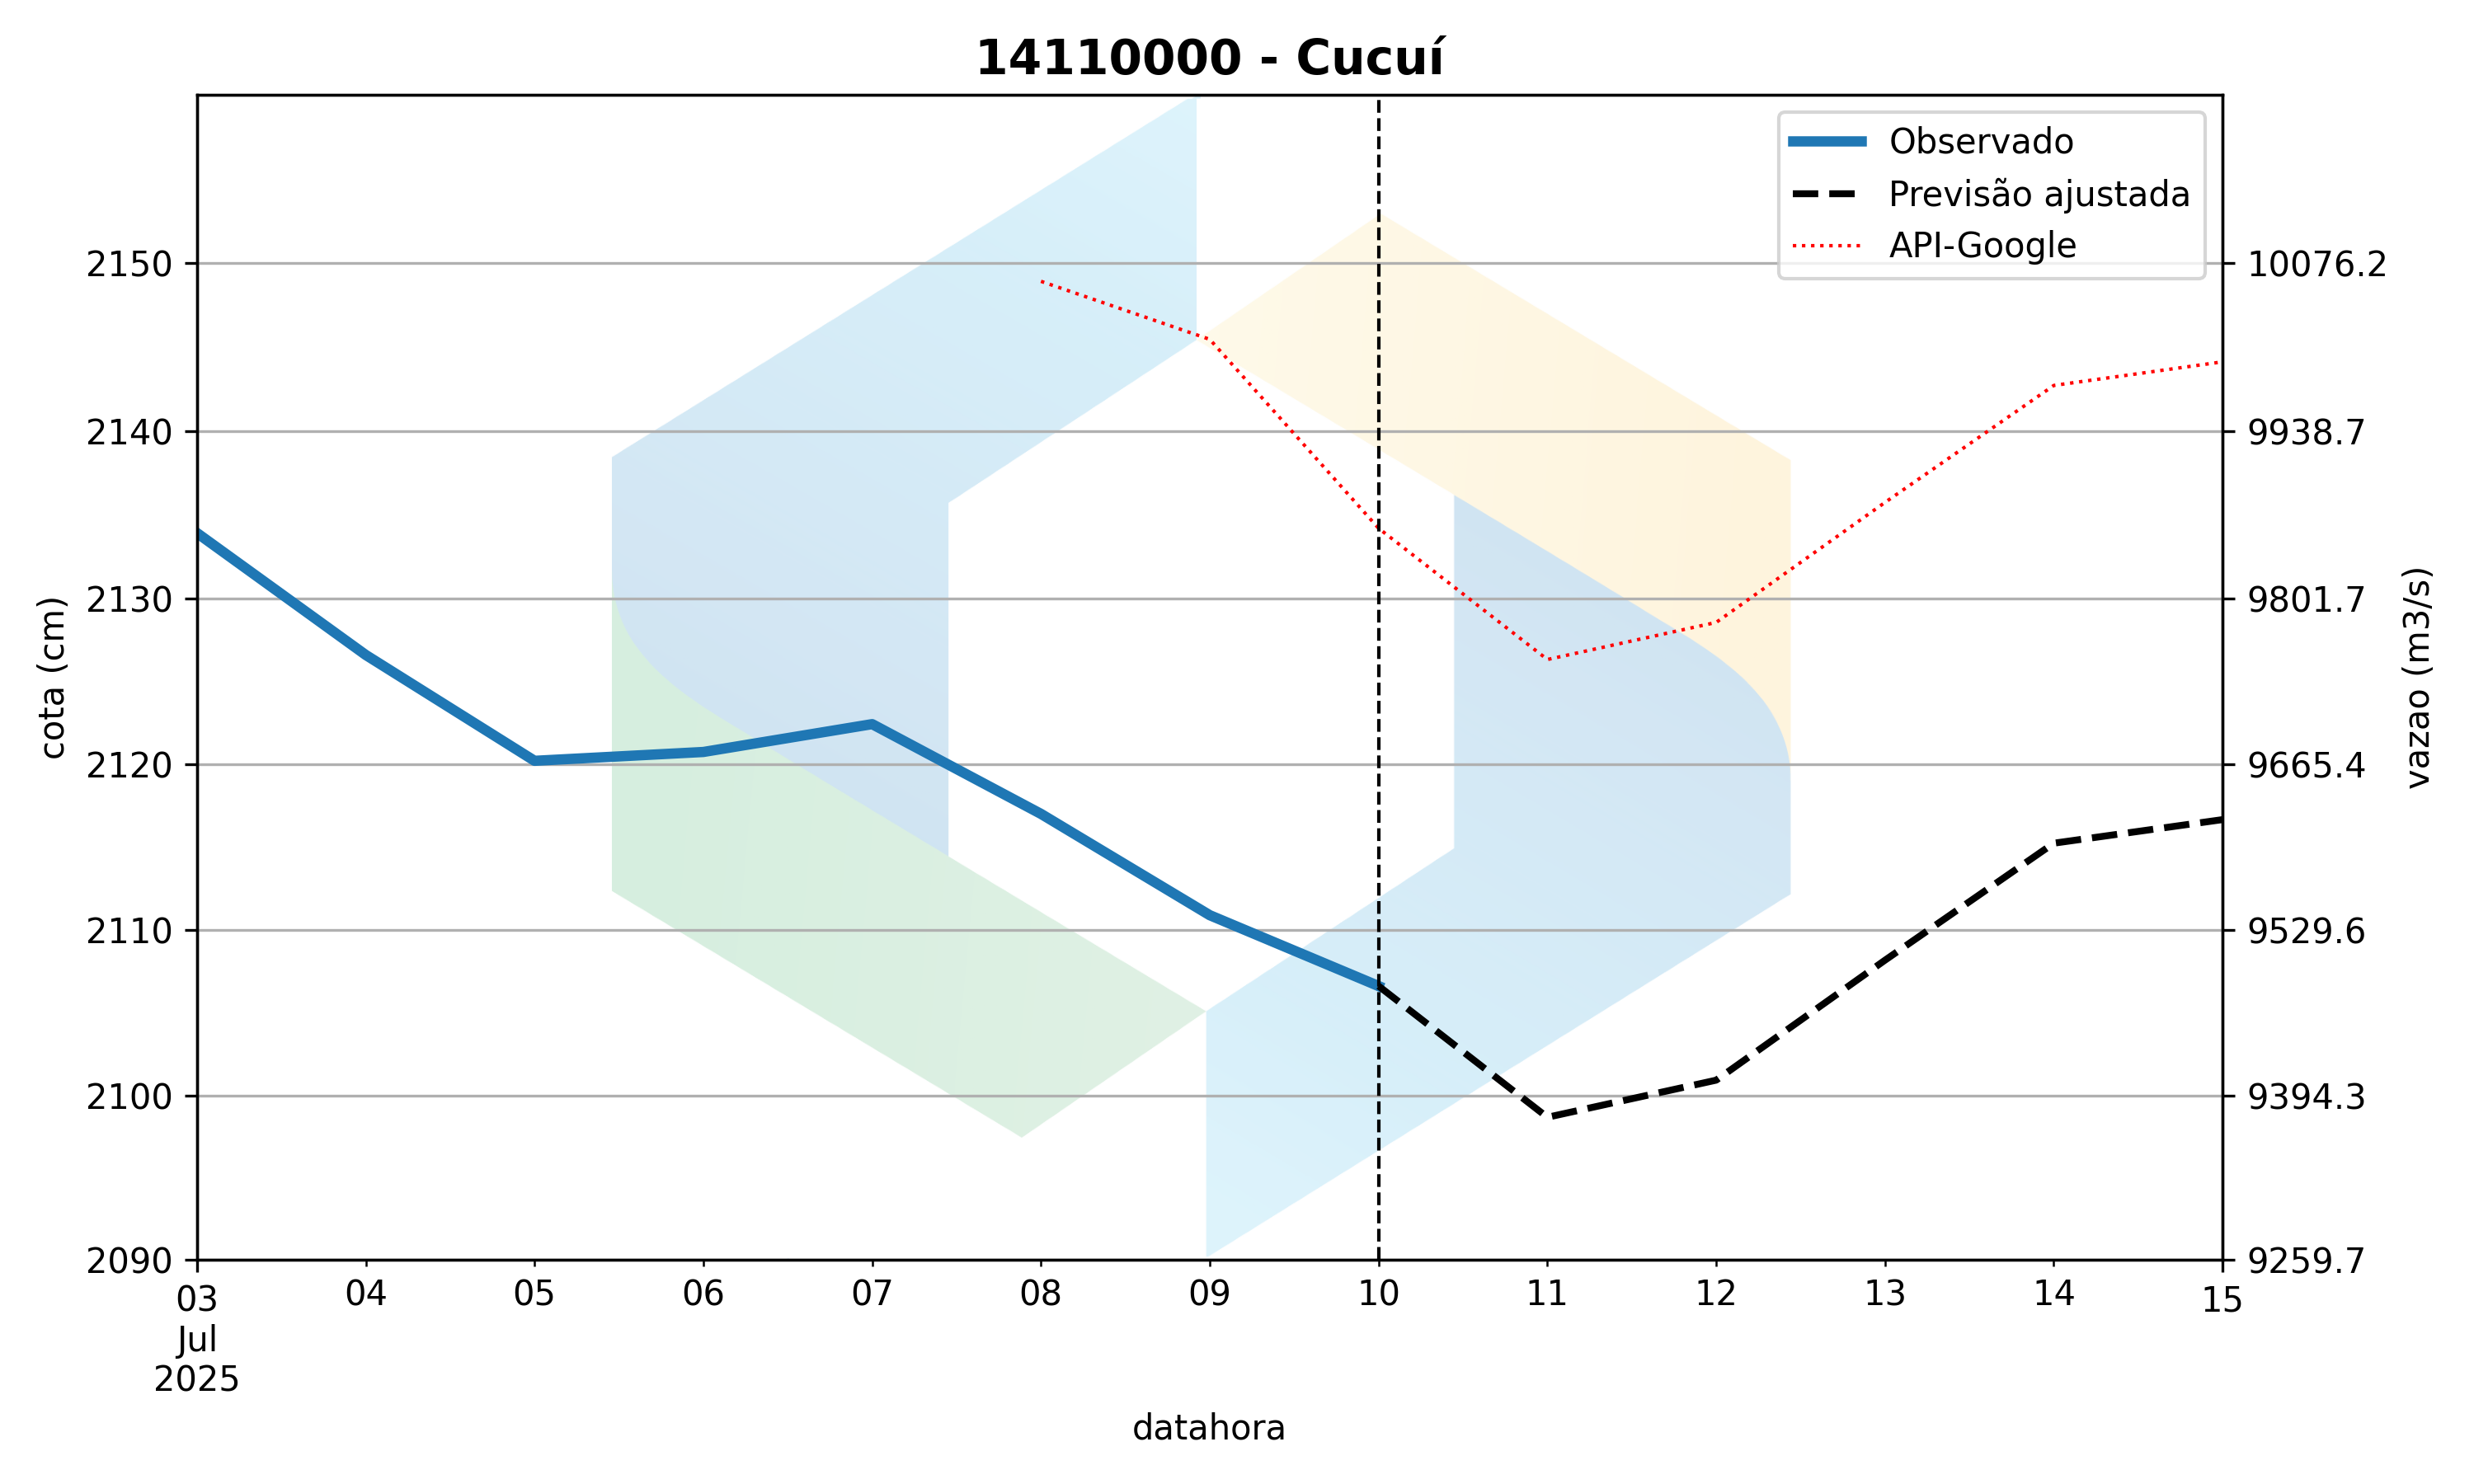 14110000 - Cucuí
Observado
Previsão ajustada
API-Google
cota (cm)
2150
2140
2130
2120
2110
2100
2090
10076.2
9938.7
9801.7
9665.4
9529.6
9394.3
9259.7
vazao (m3/s)
03 04 05 06 07 08 09 10 11 12 13 14 15
Jul
2025
datahora